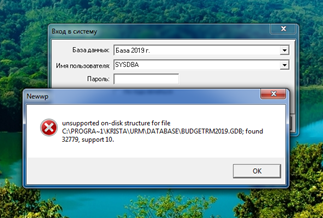 Вход в систему
База данных: База 2019 г.
Имя пользователя: SYSDBA
Пароль:
Newwp
unsupported on-disk structure for file
C:\PROGRA~1\KRISTA\URM\DATABASE\BUDGETRM2019.GDB; found
32779, support 10.
OK